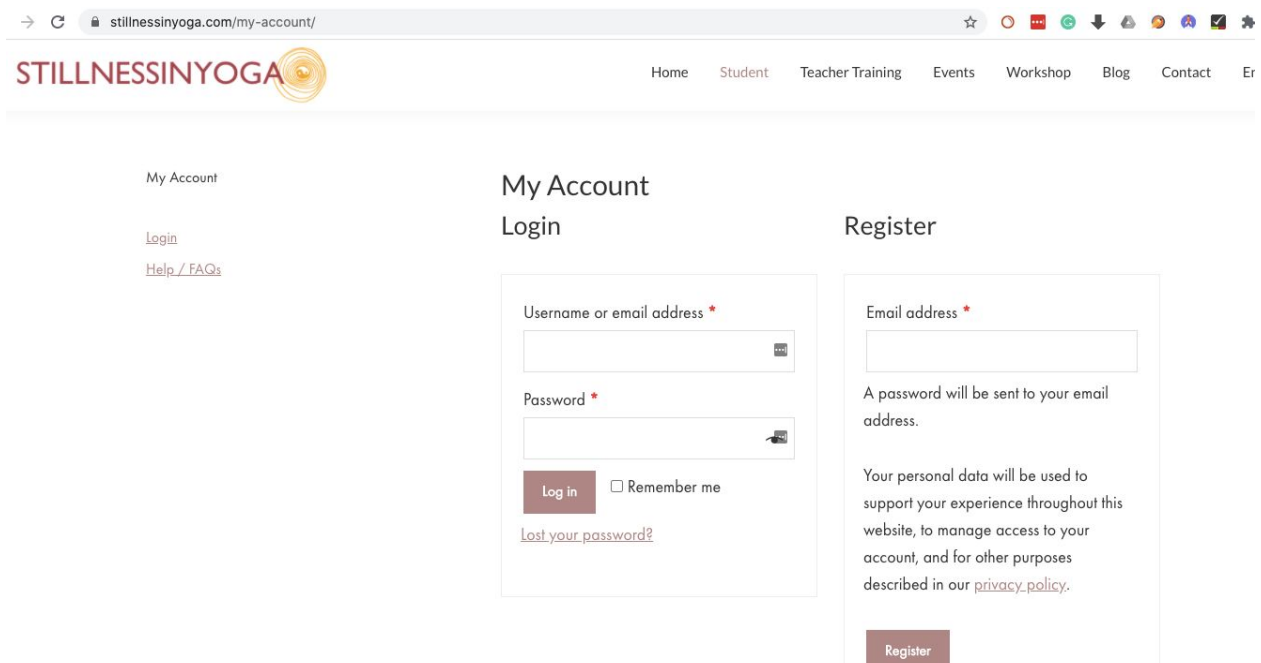 stillnessinyoga.com/my-account/
STILLNESSINYOGA
Home Student Teacher Training Events Workshop Blog Contact
My Account
Login
Help / FAQs
My Account
Login
Username or email address *
Password *
Log in Remember me
Lost your password?
Register
Email address *
A password will be sent to your email
address.
Your personal data will be used to
support your experience throughout this
website, to manage access to your
account, and for other purposes
described in our privacy policy.
Register